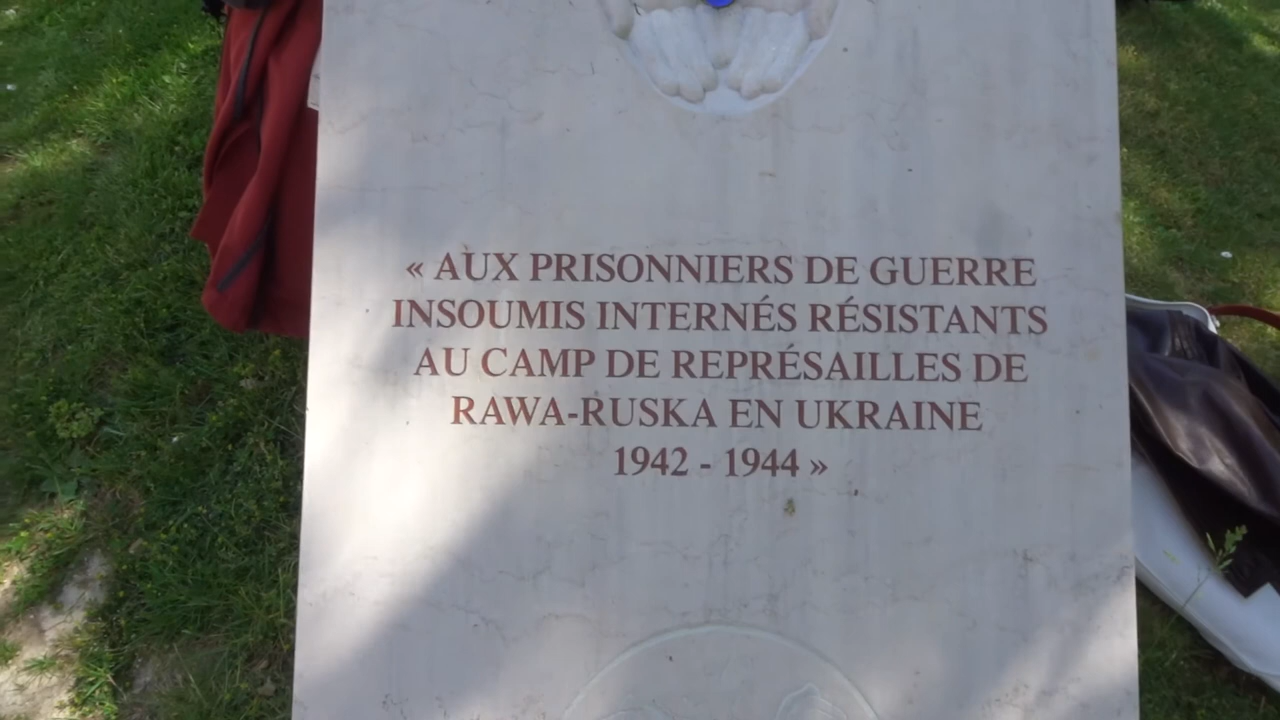 « AUX PRISONNIERS DE GUERRE
INSOUMIS INTERNÉS RÉSISTANTS
AU CAMP DE REPRÉSAILLES DE
RAWA-RUSKA EN UKRAINE
1942 - 1944 »